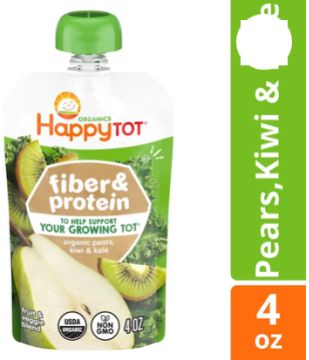 ORGANICS
HappyTOT
fiber &
protein
TO HELP SUPPORT
YOUR GROWING TOT
organic pears,
kiwi & kale
fruit &
veggie
blend
USDA
ORGANIC
NON
GMO
4 OZ
Pears, Kiwi &
4
oz